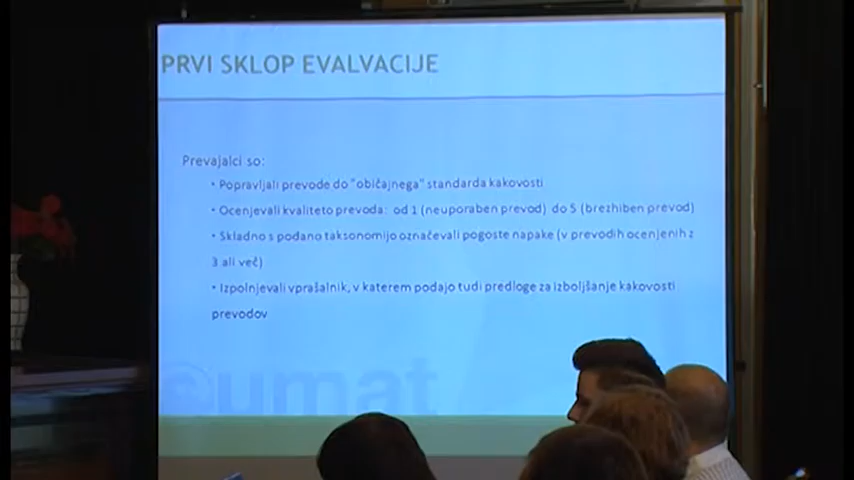 PRVI SKLOP EVALVACIJE
Prevajalci so:
• Popravljali prevode do "običajnega" standarda kakovosti
• Ocenjevali kvaliteto prevoda: od 1 (neuporaben prevod) do 5 (brezhiben prevod)
• Skladno s podano taksonomijo označevali pogoste napake (v prevodih ocenjenih z
3 ali več)
• Izpolnjevali vprašalnik, v katerem podajo tudi predloge za izboljšanje kakovosti
prevodov
sumat